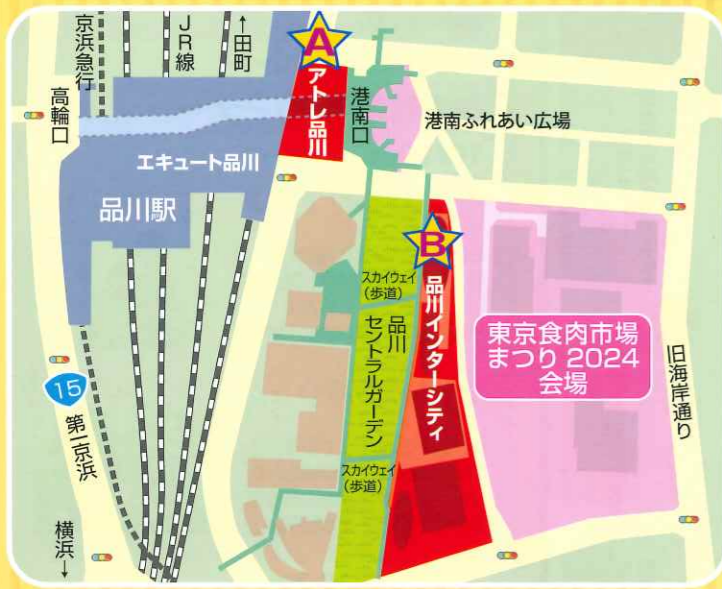 京浜急行
JR線
↑田町
A
アトレ品川
高輪口
港南口
港南ふれあい広場
エキュート品川
品川駅
B
スカイウェイ
(歩道)
品川インターシティ
品川
セントラルガーデン
東京食肉市場
まつり 2024
会場
旧海岸通り
15
第一京浜
スカイウェイ
(歩道)
横浜↓